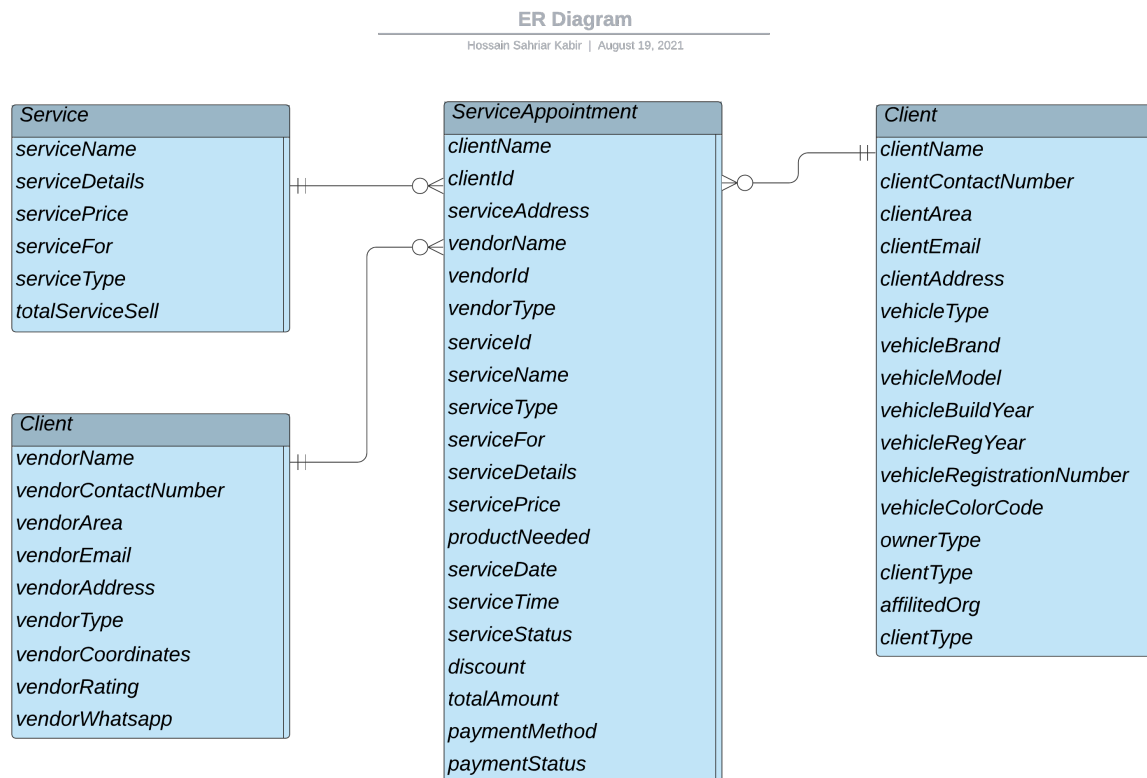 ER Diagram
Hossain Sahriar Kabir | August 19, 2021
Service
serviceName
serviceDetails
servicePrice
serviceFor
serviceType
totalServiceSell
Client
vendorName
vendorContactNumber
vendorArea
vendorEmail
vendorAddress
vendorType
vendorCoordinates
vendorRating
vendorWhatsapp
ServiceAppointment
clientName
clientId
serviceAddress
vendorName
vendorId
vendorType
serviceId
serviceName
serviceType
serviceFor
serviceDetails
servicePrice
productNeeded
serviceDate
serviceTime
serviceStatus
discount
totalAmount
paymentMethod
paymentStatus
Client
clientName
clientContactNumber
clientArea
clientEmail
clientAddress
vehicleType
vehicleBrand
vehicleModel
vehicleBuildYear
vehicleRegYear
vehicleRegistrationNumber
vehicleColorCode
ownerType
clientType
affilitedOrg
clientType